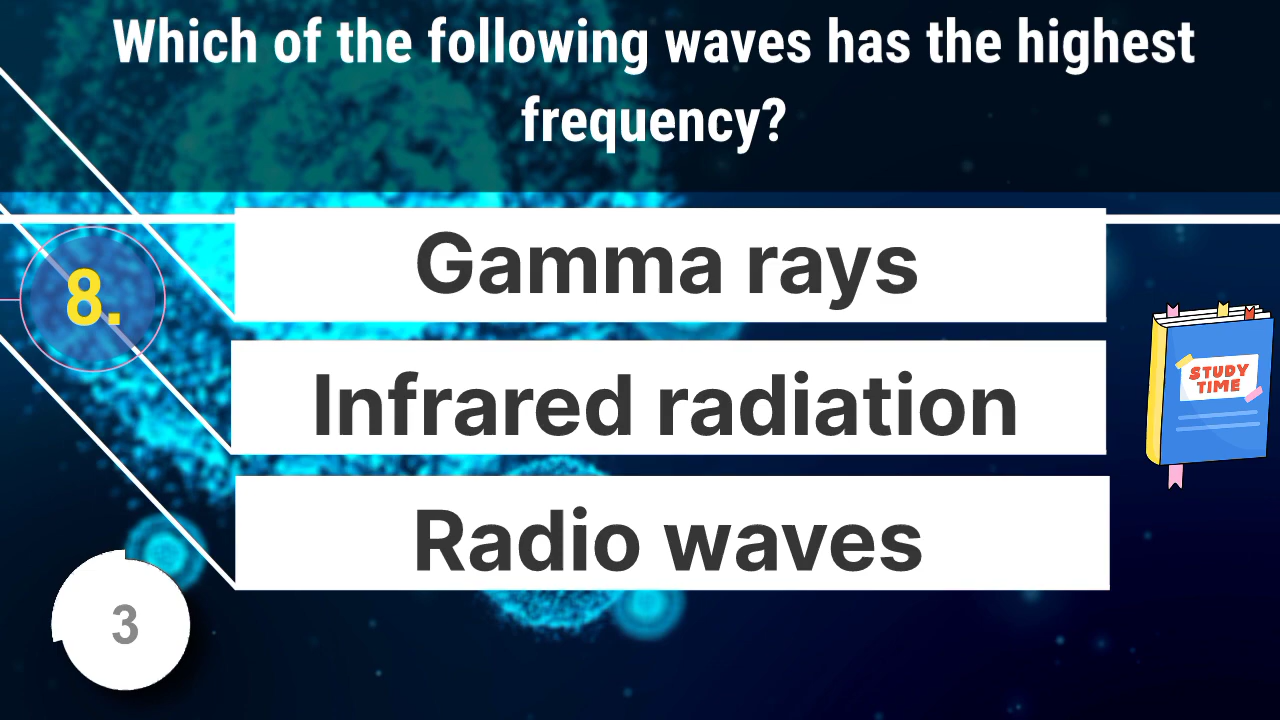 Which of the following waves has the highest
frequency?
8.
Gamma rays
Infrared radiation
Radio waves
STUDY
TIME
3